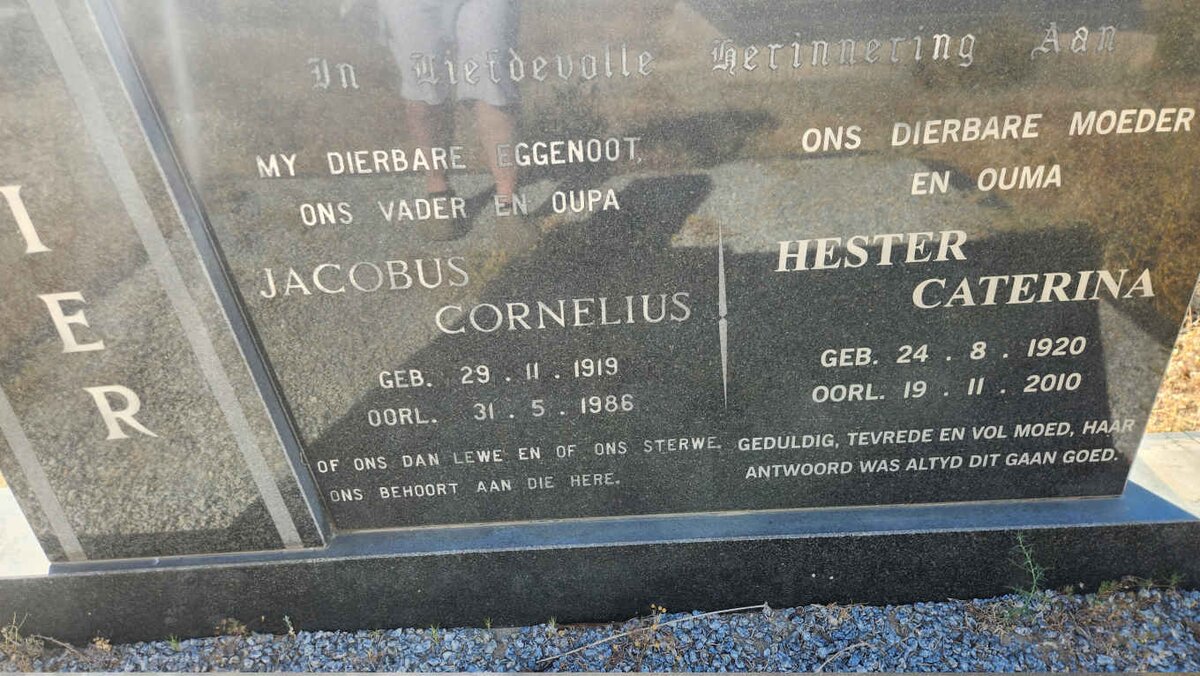 I
E
R
In Liefdevolle Herinnering Aan
MY DIERBARE EGGENOOT,
ONS VADER EN OUPA
JACOBUS
CORNELIUS
GEB. 29 . 11 . 1919
OORL. 31 . 5 . 1986
OF ONS DAN LEWE EN OF ONS STERWE.
ONS BEHOORT AAN DIE HERE.
ONS DIERBARE MOEDER
EN OUMA
HESTER
CATERINA
GEB. 24 . 8 . 1920
OORL. 19 . 11 . 2010
GEDULDIG, TEVREDE EN VOL MOED, HAAR
ANTWOORD WAS ALTYD DIT GAAN GOED.